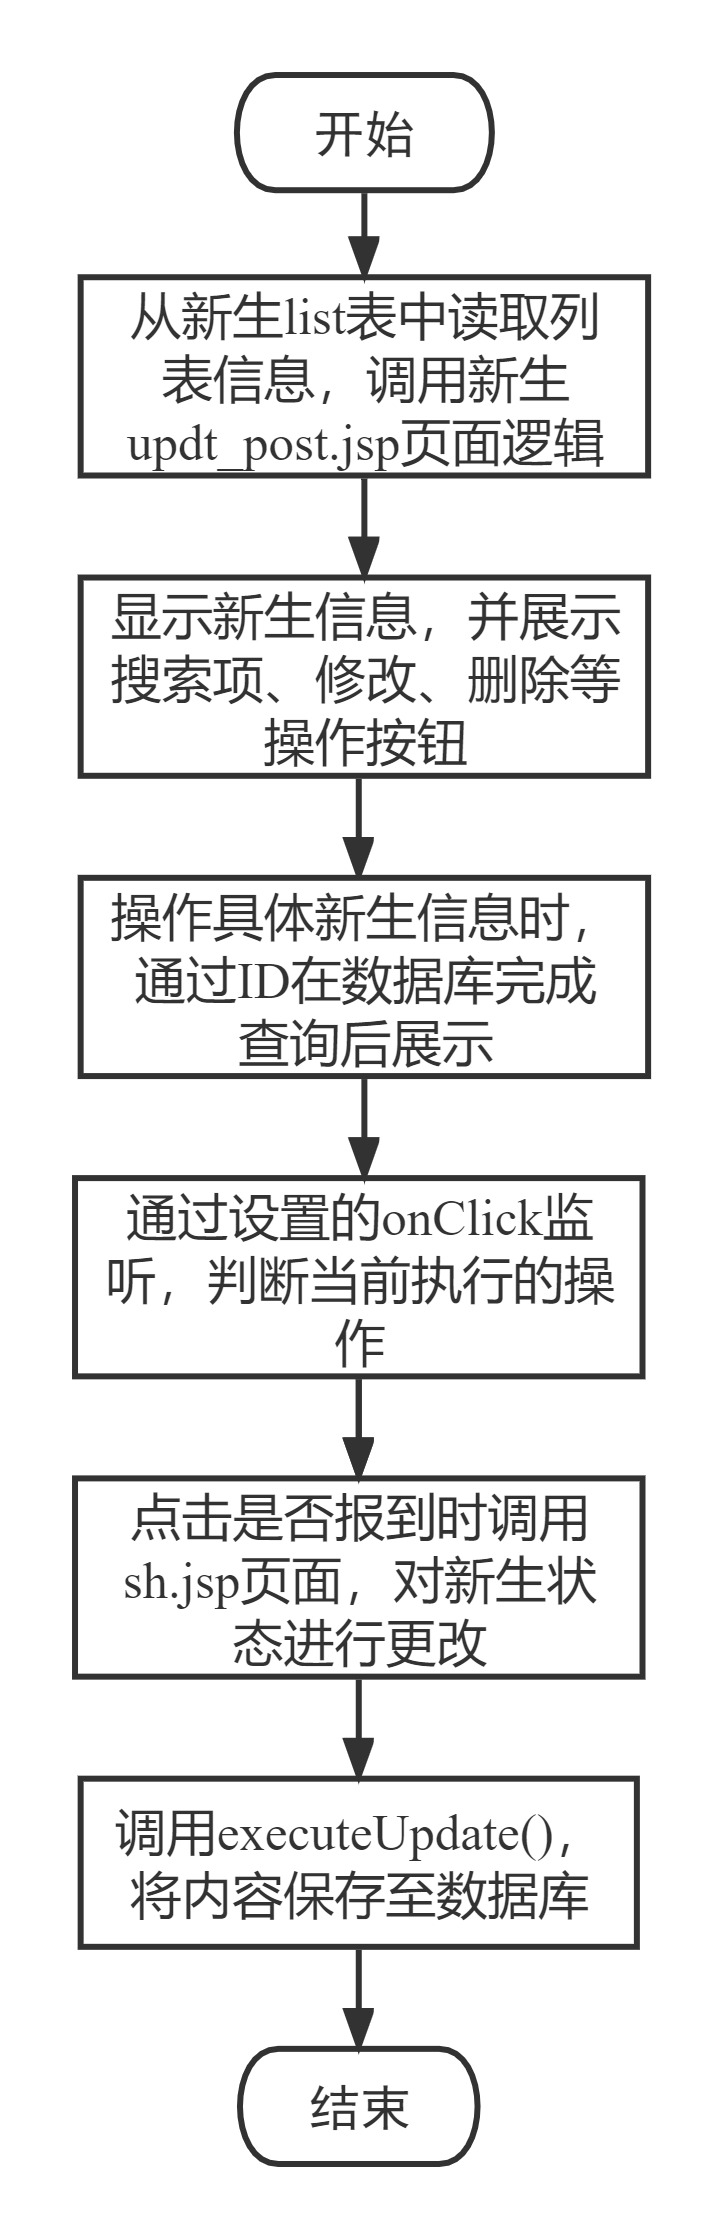 开始
从新生list表中读取列
表信息，调用新生
updt_post.jsp页面逻辑
显示新生信息，并展示
搜索项、修改、删除等
操作按钮
操作具体新生信息时，
通过ID在数据库完成
查询后展示
通过设置的onClick监
听，判断当前执行的操
作
点击是否报到时调用
sh.jsp页面，对新生状
态进行更改
调用executeUpdate()，
将内容保存至数据库
结束